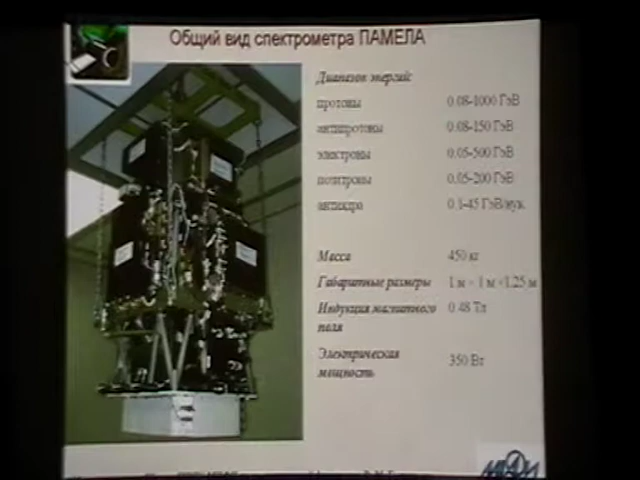 Общий вид спектрометра ПАМЕЛА
Диапазон энергий:
протоны 0.08-1000 ГэВ
антипротоны 0.08-150 ГэВ
электроны 0.05-500 ГэВ
позитроны 0.05-200 ГэВ
антиядра 0.1-45 ГэВ/нук.
Масса 450 кг
Габаритные размеры 1 м × 1 м ×1.25 м
Индукция магнитного 0.48 Тл
поля
Электрическая 350 Вт
мощность